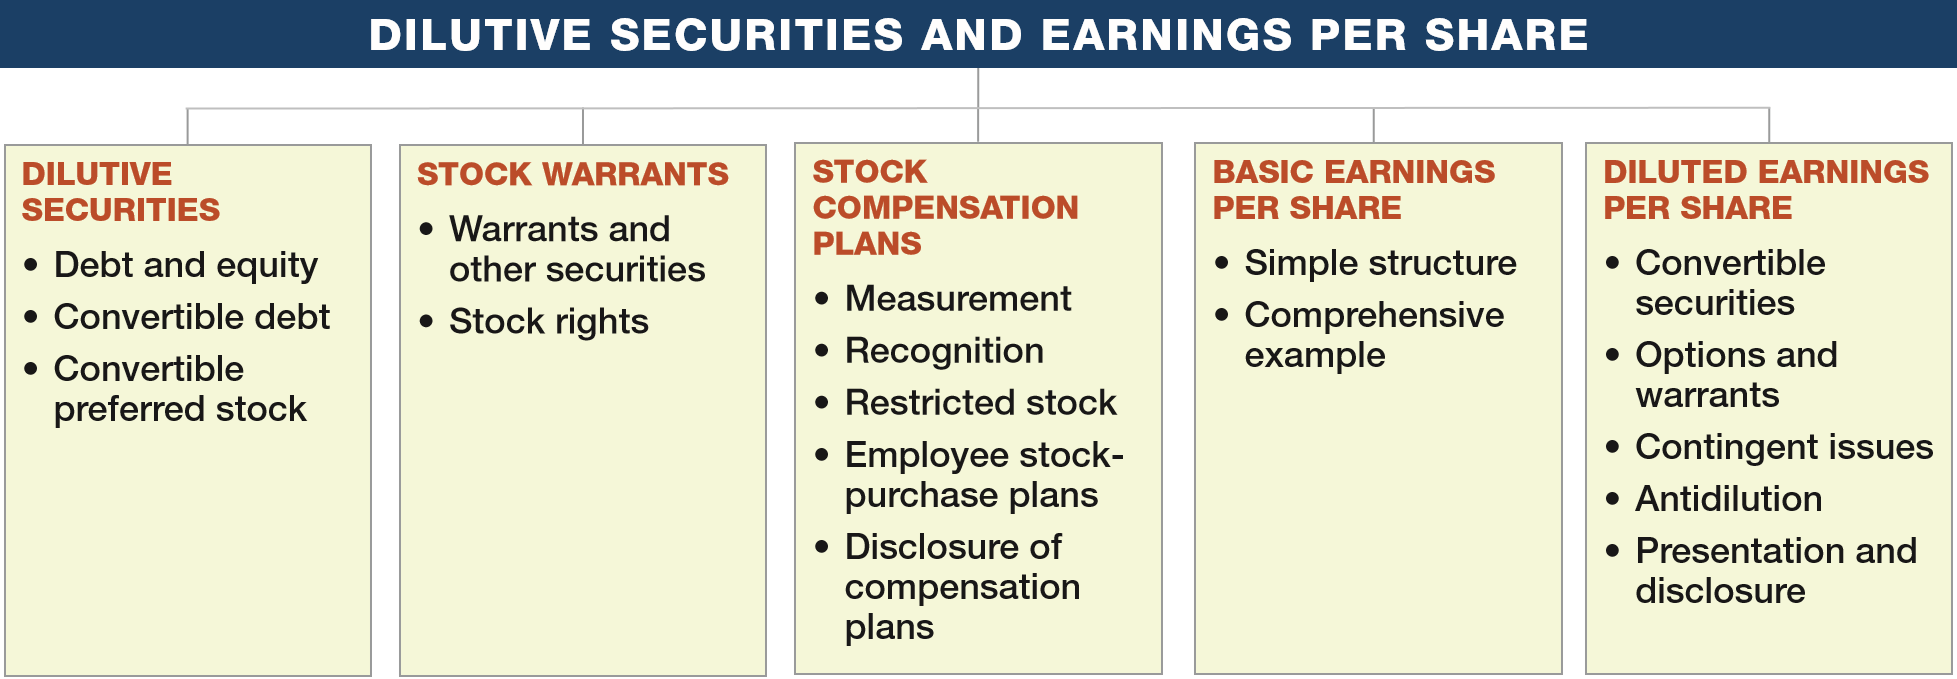 DILUTIVE SECURITIES AND EARNINGS PER SHARE
DILUTIVE
SECURITIES
• Debt and equity
• Convertible debt
• Convertible
preferred stock
STOCK WARRANTS
• Warrants and
other securities
• Stock rights
STOCK
COMPENSATION
PLANS
• Measurement
• Recognition
• Restricted stock
• Employee stock-
purchase plans
• Disclosure of
compensation
plans
BASIC EARNINGS
PER SHARE
• Simple structure
• Comprehensive
example
DILUTED EARNINGS
PER SHARE
• Convertible
securities
• Options and
warrants
• Contingent issues
• Antidilution
• Presentation and
disclosure